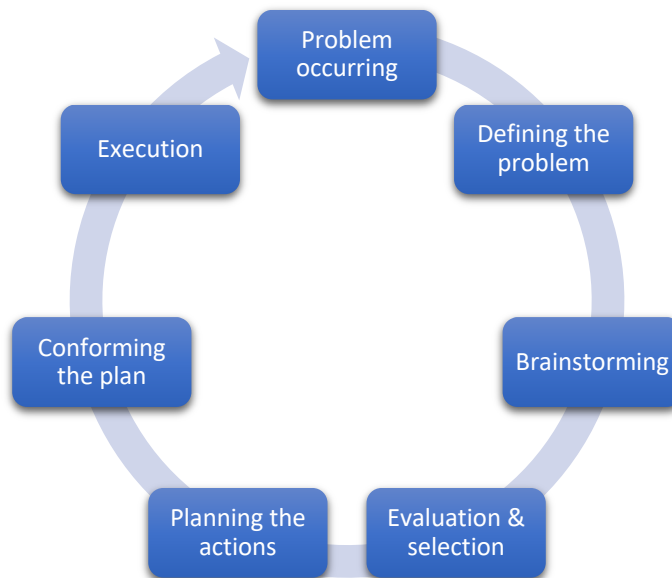 Problem
occurring
Defining the
problem
Brainstorming
Evaluation &
selection
Planning the
actions
Conforming
the plan
Execution